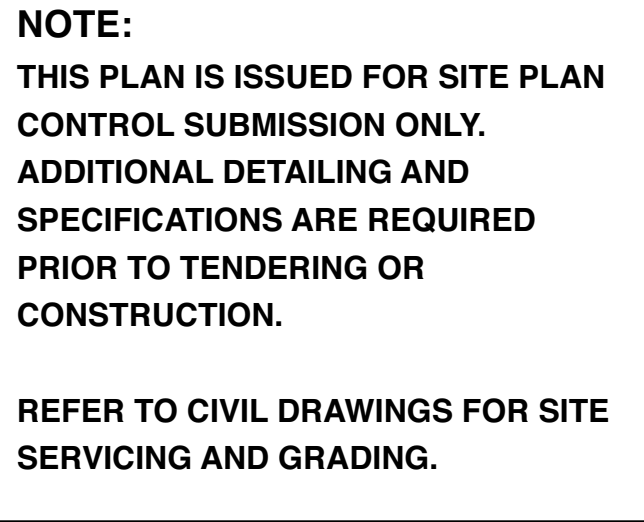 NOTE:
THIS PLAN IS ISSUED FOR SITE PLAN
CONTROL SUBMISSION ONLY.
ADDITIONAL DETAILING AND
SPECIFICATIONS ARE REQUIRED
PRIOR TO TENDERING OR
CONSTRUCTION.
REFER TO CIVIL DRAWINGS FOR SITE
SERVICING AND GRADING.